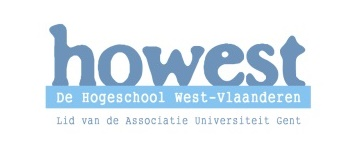 howest
De Hogeschool West-Vlaanderen
Lid van de Associatie Universiteit Gent